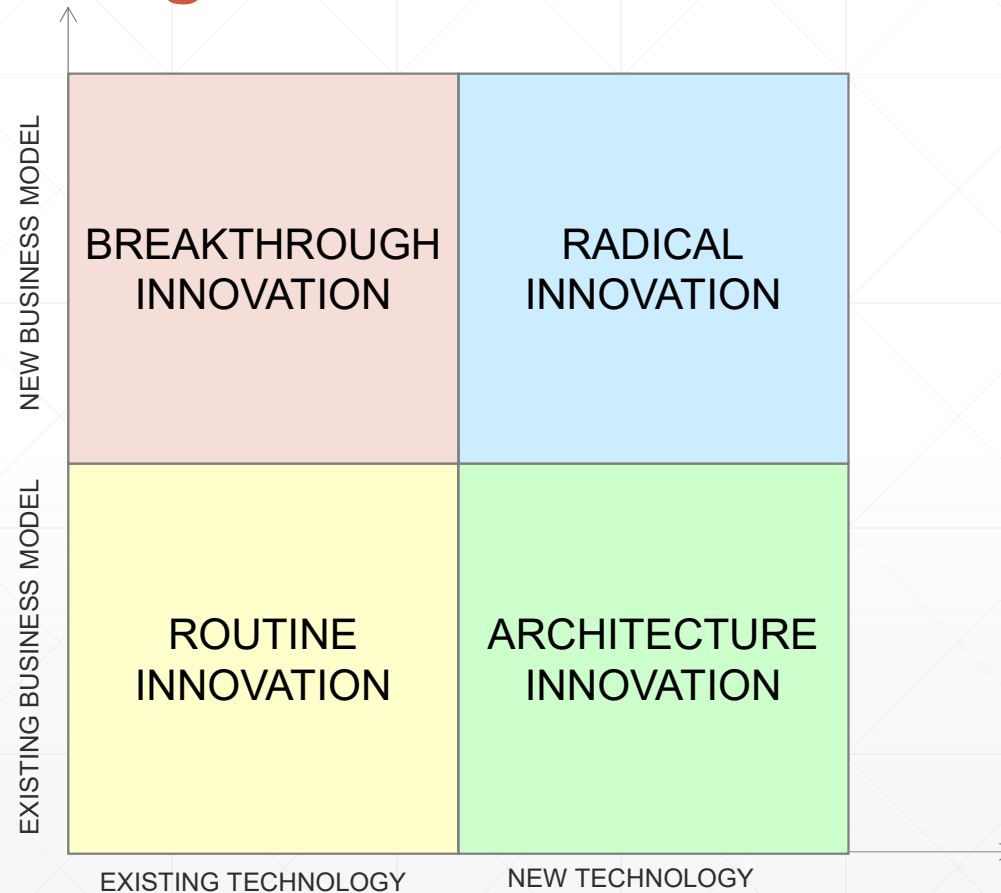 NEW BUSINESS MODEL
BREAKTHROUGH
INNOVATION
RADICAL
INNOVATION
EXISTING BUSINESS MODEL
ROUTINE
INNOVATION
ARCHITECTURE
INNOVATION
EXISTING TECHNOLOGY
NEW TECHNOLOGY